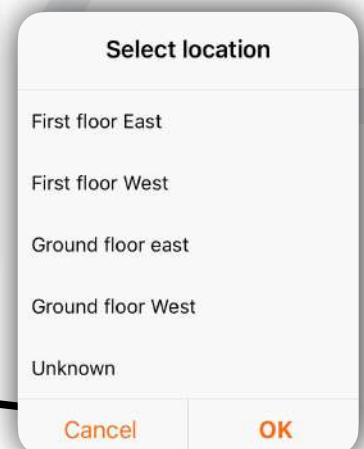 Select location
First floor East
First floor West
Ground floor east
Ground floor West
Unknown
Cancel OK